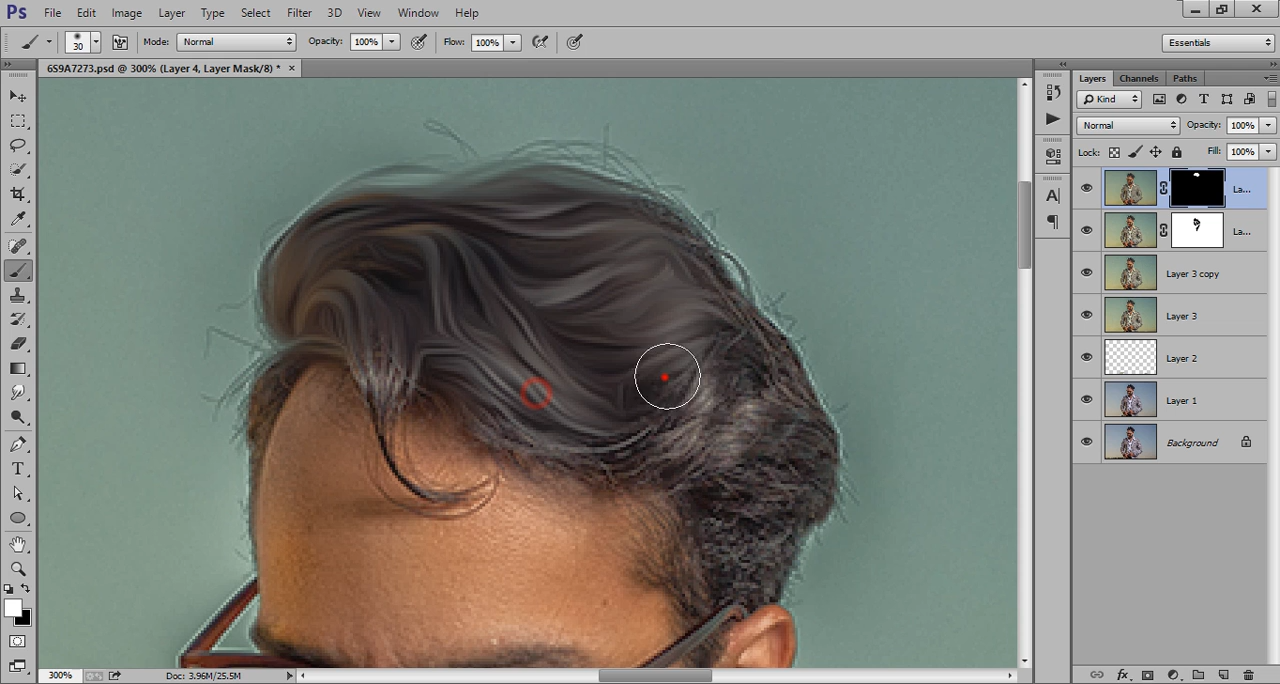 Ps File Edit Image Layer Type Select Filter 3D View Window Help
30 Mode: Normal Opacity: 100% Flow: 100% Essentials
6S9A7273.psd @ 300% (Layer 4, Layer Mask/8) * ×
Layers Channels Paths
Kind
Normal Opacity: 100%
Lock: Fill: 100%
La...
La...
Layer 3 copy
Layer 3
Layer 2
Layer 1
Background
300% Doc: 3.96M/25.5M